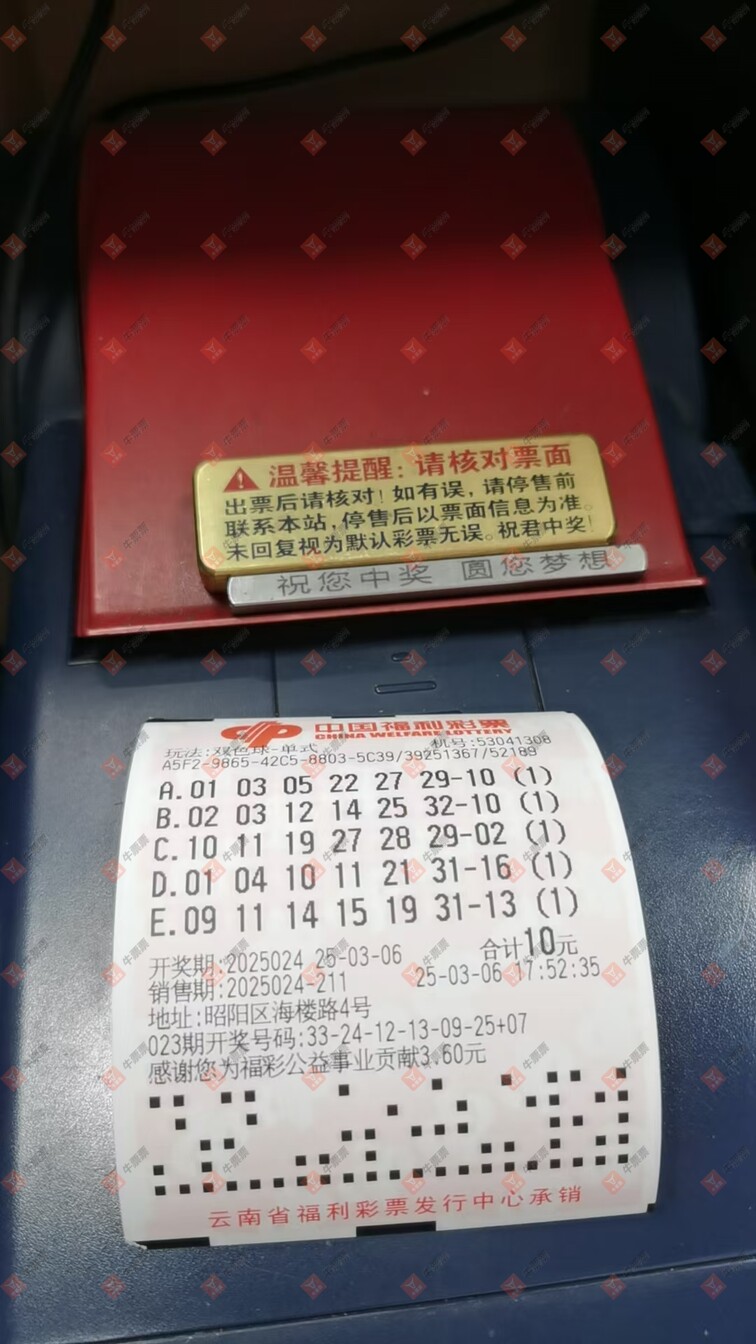 温馨提醒：请核对票面
出票后请核对！如有误，请停售前
联系本站，停售后以票面信息为准。
未回复视为默认彩票无误。祝君中奖！
祝您中奖 圆您梦想
中国福利彩票
CHINA WELFARE LOTTERY
玩法:双色球-单式 机号:53041308
A5F2-9865-42C5-8803-5C39/39251367/52189
A.01 03 05 22 27 29-10 (1)
B.02 03 12 14 25 32-10 (1)
C.10 11 19 27 28 29-02 (1)
D.01 04 10 11 21 31-16 (1)
E.09 11 14 15 19 31-13 (1)
开奖期:2025024 25-03-06 合计10元
销售期:2025024-211 25-03-06 17:52:35
地址:昭阳区海楼路4号
023期开奖号码:33-24-12-13-09-25+07
感谢您为福彩公益事业贡献3.60元
云南省福利彩票发行中心承销